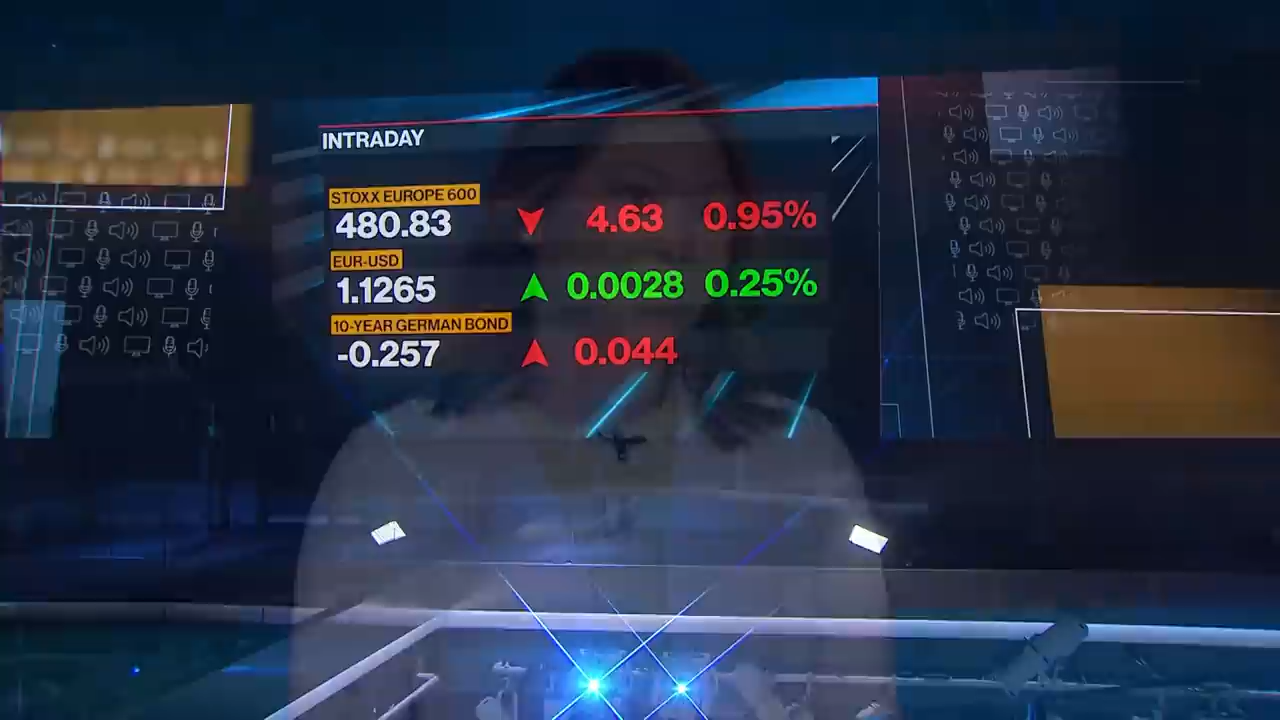 INTRADAY
STOXX EUROPE 600
480.83 4.63 0.95%
EUR-USD
1.1265 0.0028 0.25%
10-YEAR GERMAN BOND
-0.257 0.044